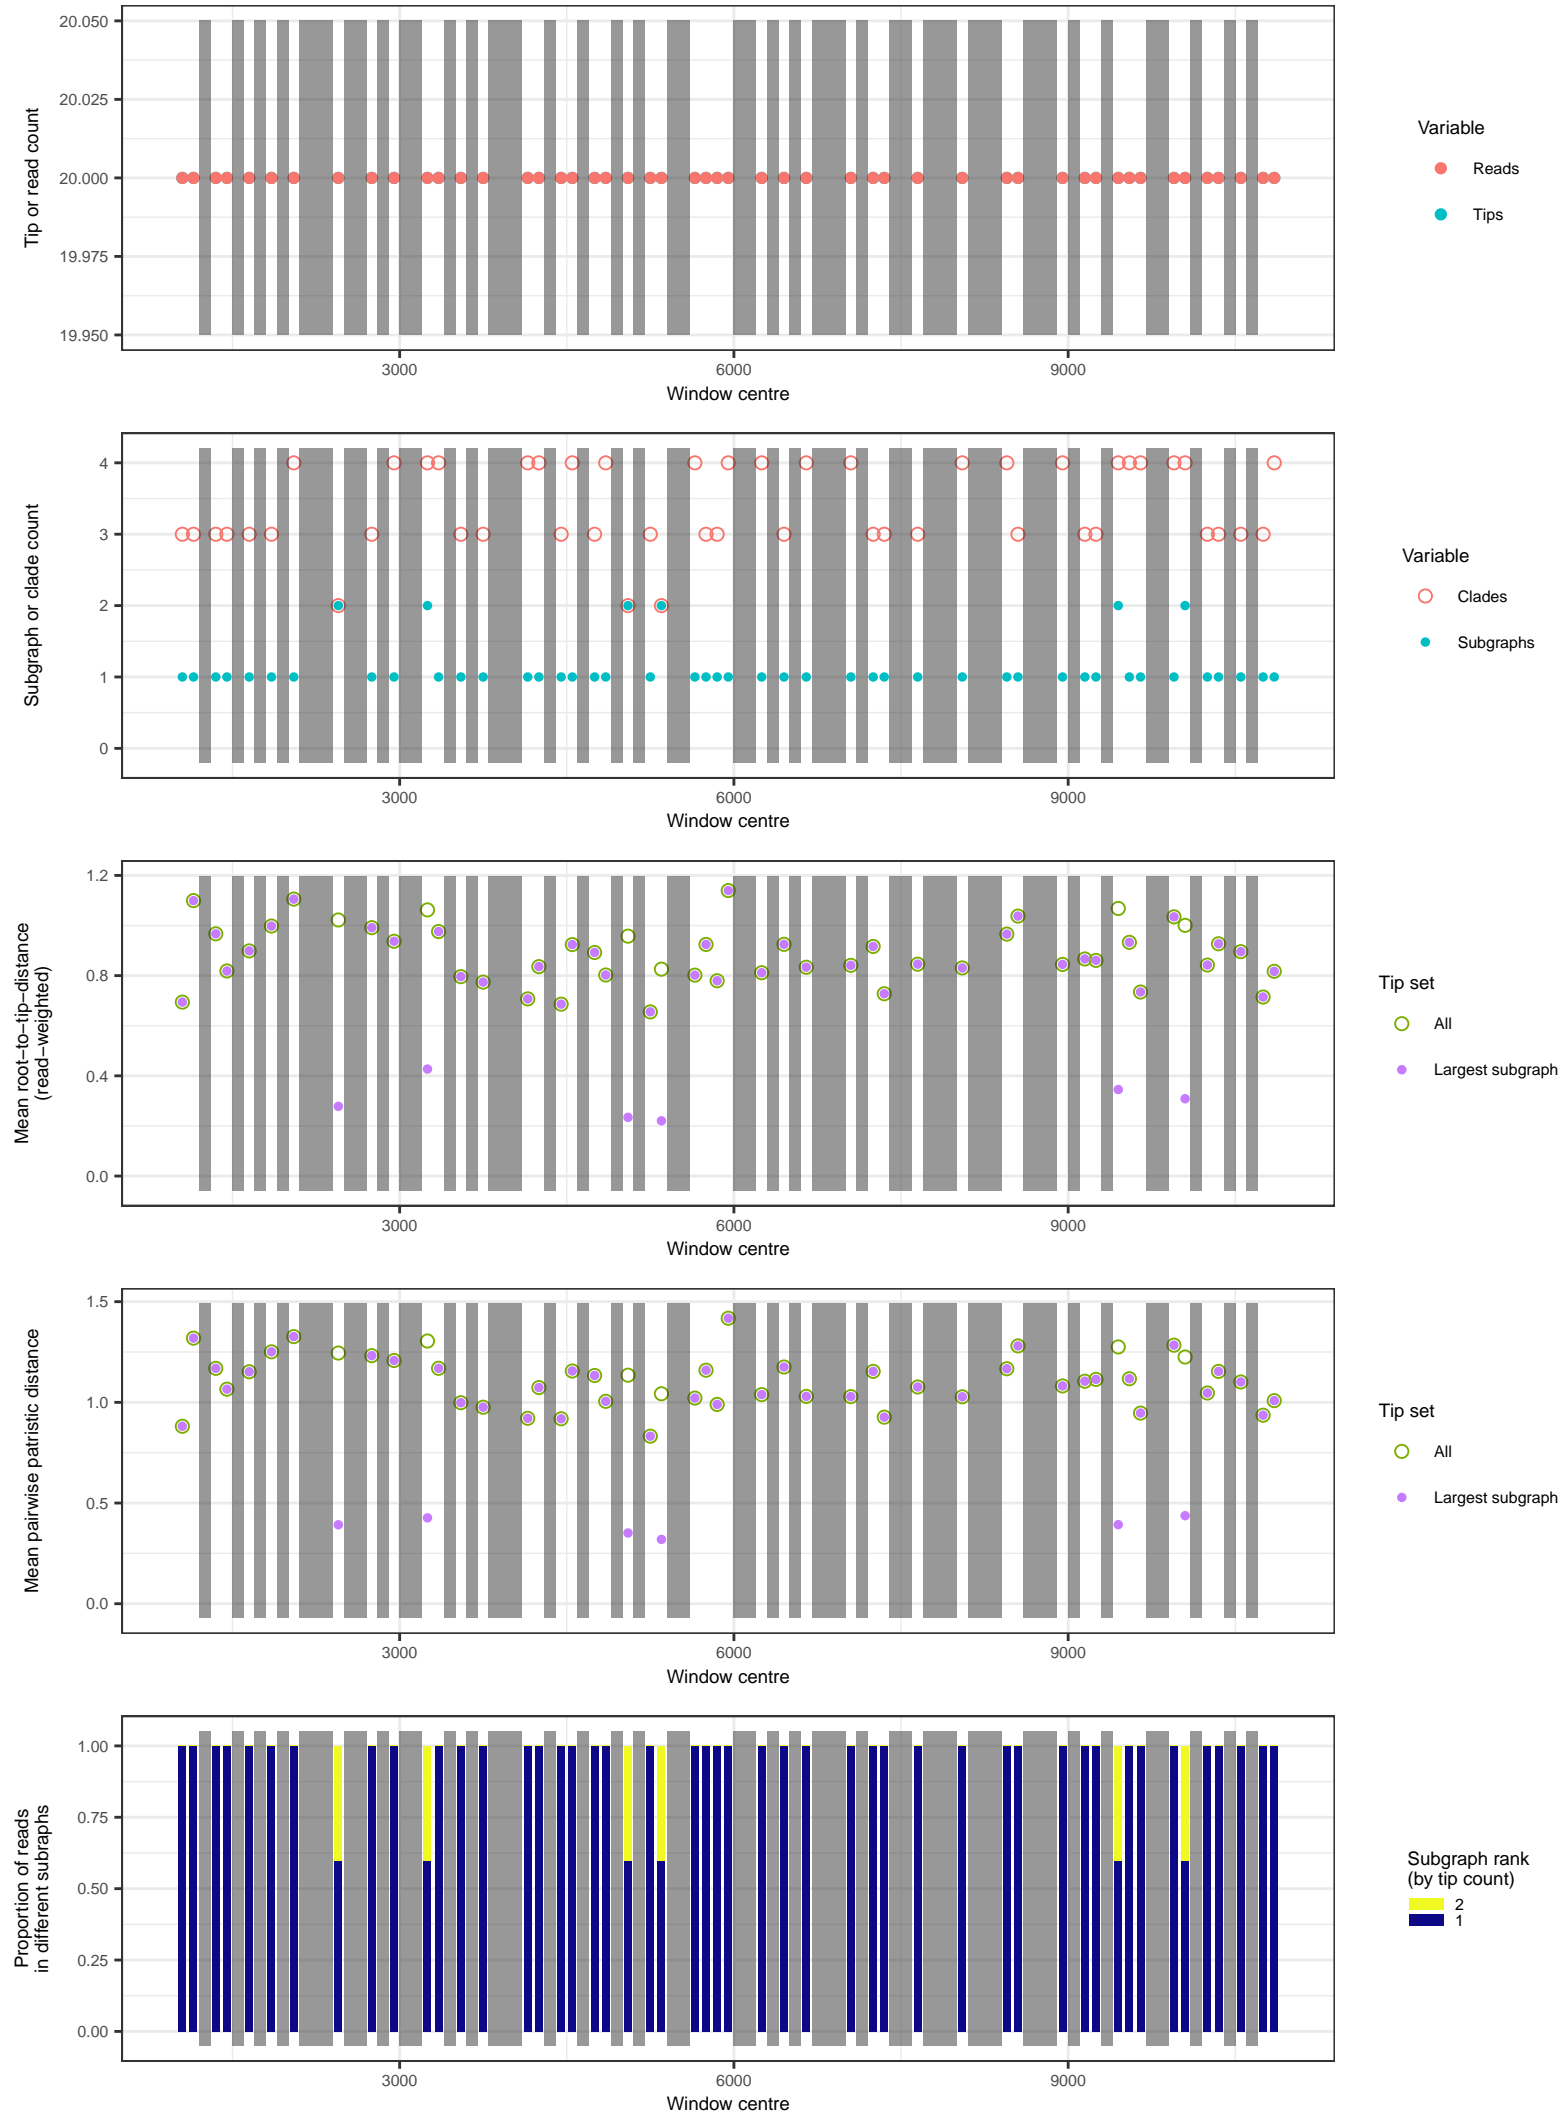 20.050
20.025
20.000
19.975
19.950
Tip or read count
3000
6000
9000
Window centre
Variable
Reads
Tips
4
3
2
1
0
Subgraph or clade count
3000
6000
9000
Window centre
Variable
Clades
Subgraphs
1.2
0.8
0.4
0.0
Mean root−to−tip−distance
(read−weighted)
3000
6000
9000
Window centre
Tip set
All
Largest subgraph
1.5
1.0
0.5
0.0
Mean pairwise patristic distance
3000
6000
9000
Window centre
Tip set
All
Largest subgraph
1.00
0.75
0.50
0.25
0.00
Proportion of reads
in different subraphs
3000
6000
9000
Window centre
Subgraph rank
(by tip count)
2
1